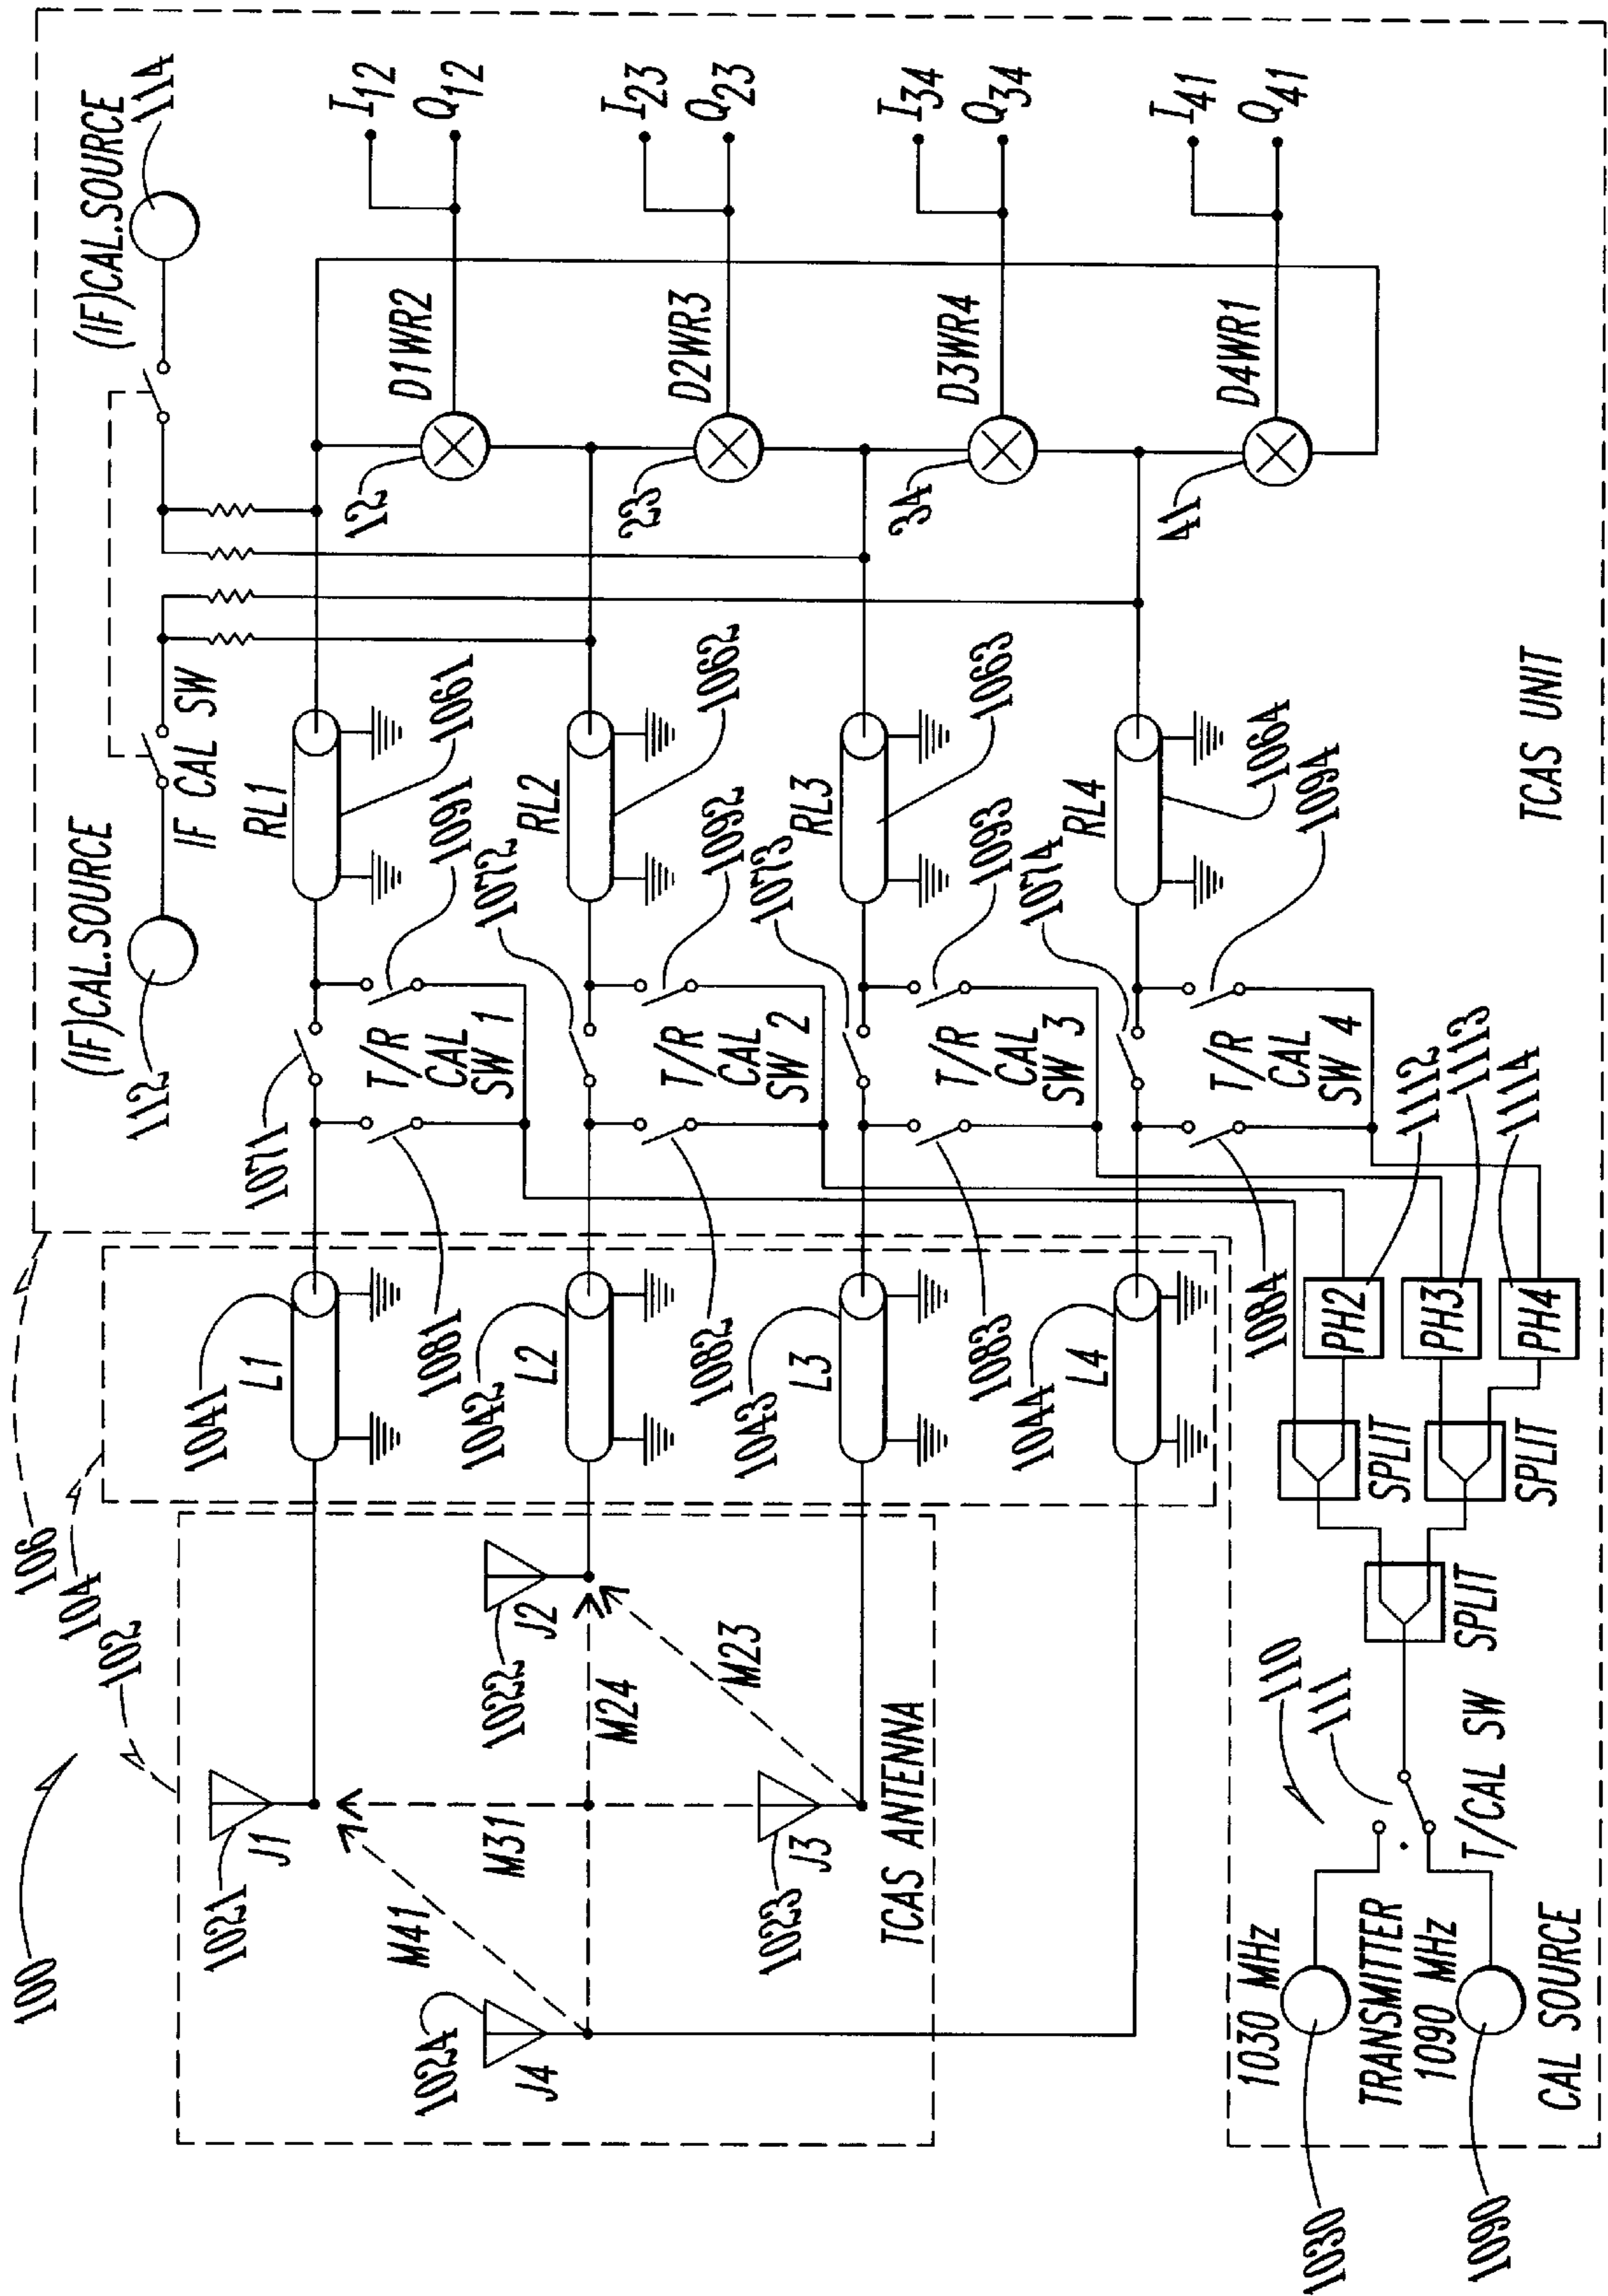 100
106
104
102
1021
J1
1022
J2
1023
J3
1024
J4
M41
M31
M24
M23
TCAS ANTENNA
1041
L1
1042
L2
1043
L3
1044
L4
1071
1081
1091
T/R
CAL
SW 1
1072
1082
1092
T/R
CAL
SW 2
1073
1083
1093
T/R
CAL
SW 3
1074
1084
1094
T/R
CAL
SW 4
RL1
1061
RL2
1062
RL3
1063
RL4
1064
(IF)CAL.SOURCE
112
IF CAL SW
(IF)CAL.SOURCE
114
12
D1WR2
I12
Q12
23
D2WR3
I23
Q23
34
D3WR4
I34
Q34
41
D4WR1
I41
Q41
TCAS UNIT
1030 MHz
TRANSMITTER
1030
1090 MHz
CAL SOURCE
1090
110
111
T/CAL SW
SPLIT
SPLIT
SPLIT
PH2
1112
PH3
1113
PH4
1114